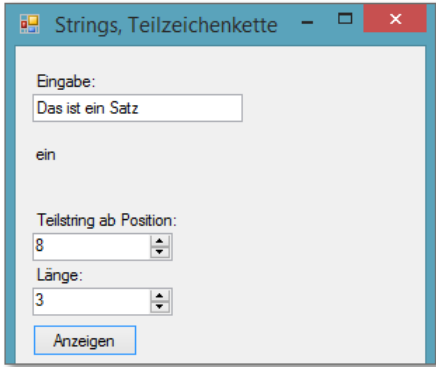 Strings, Teilzeichenkette
Eingabe:
Das ist ein Satz
ein
Teilstring ab Position:
8
Länge:
3
Anzeigen